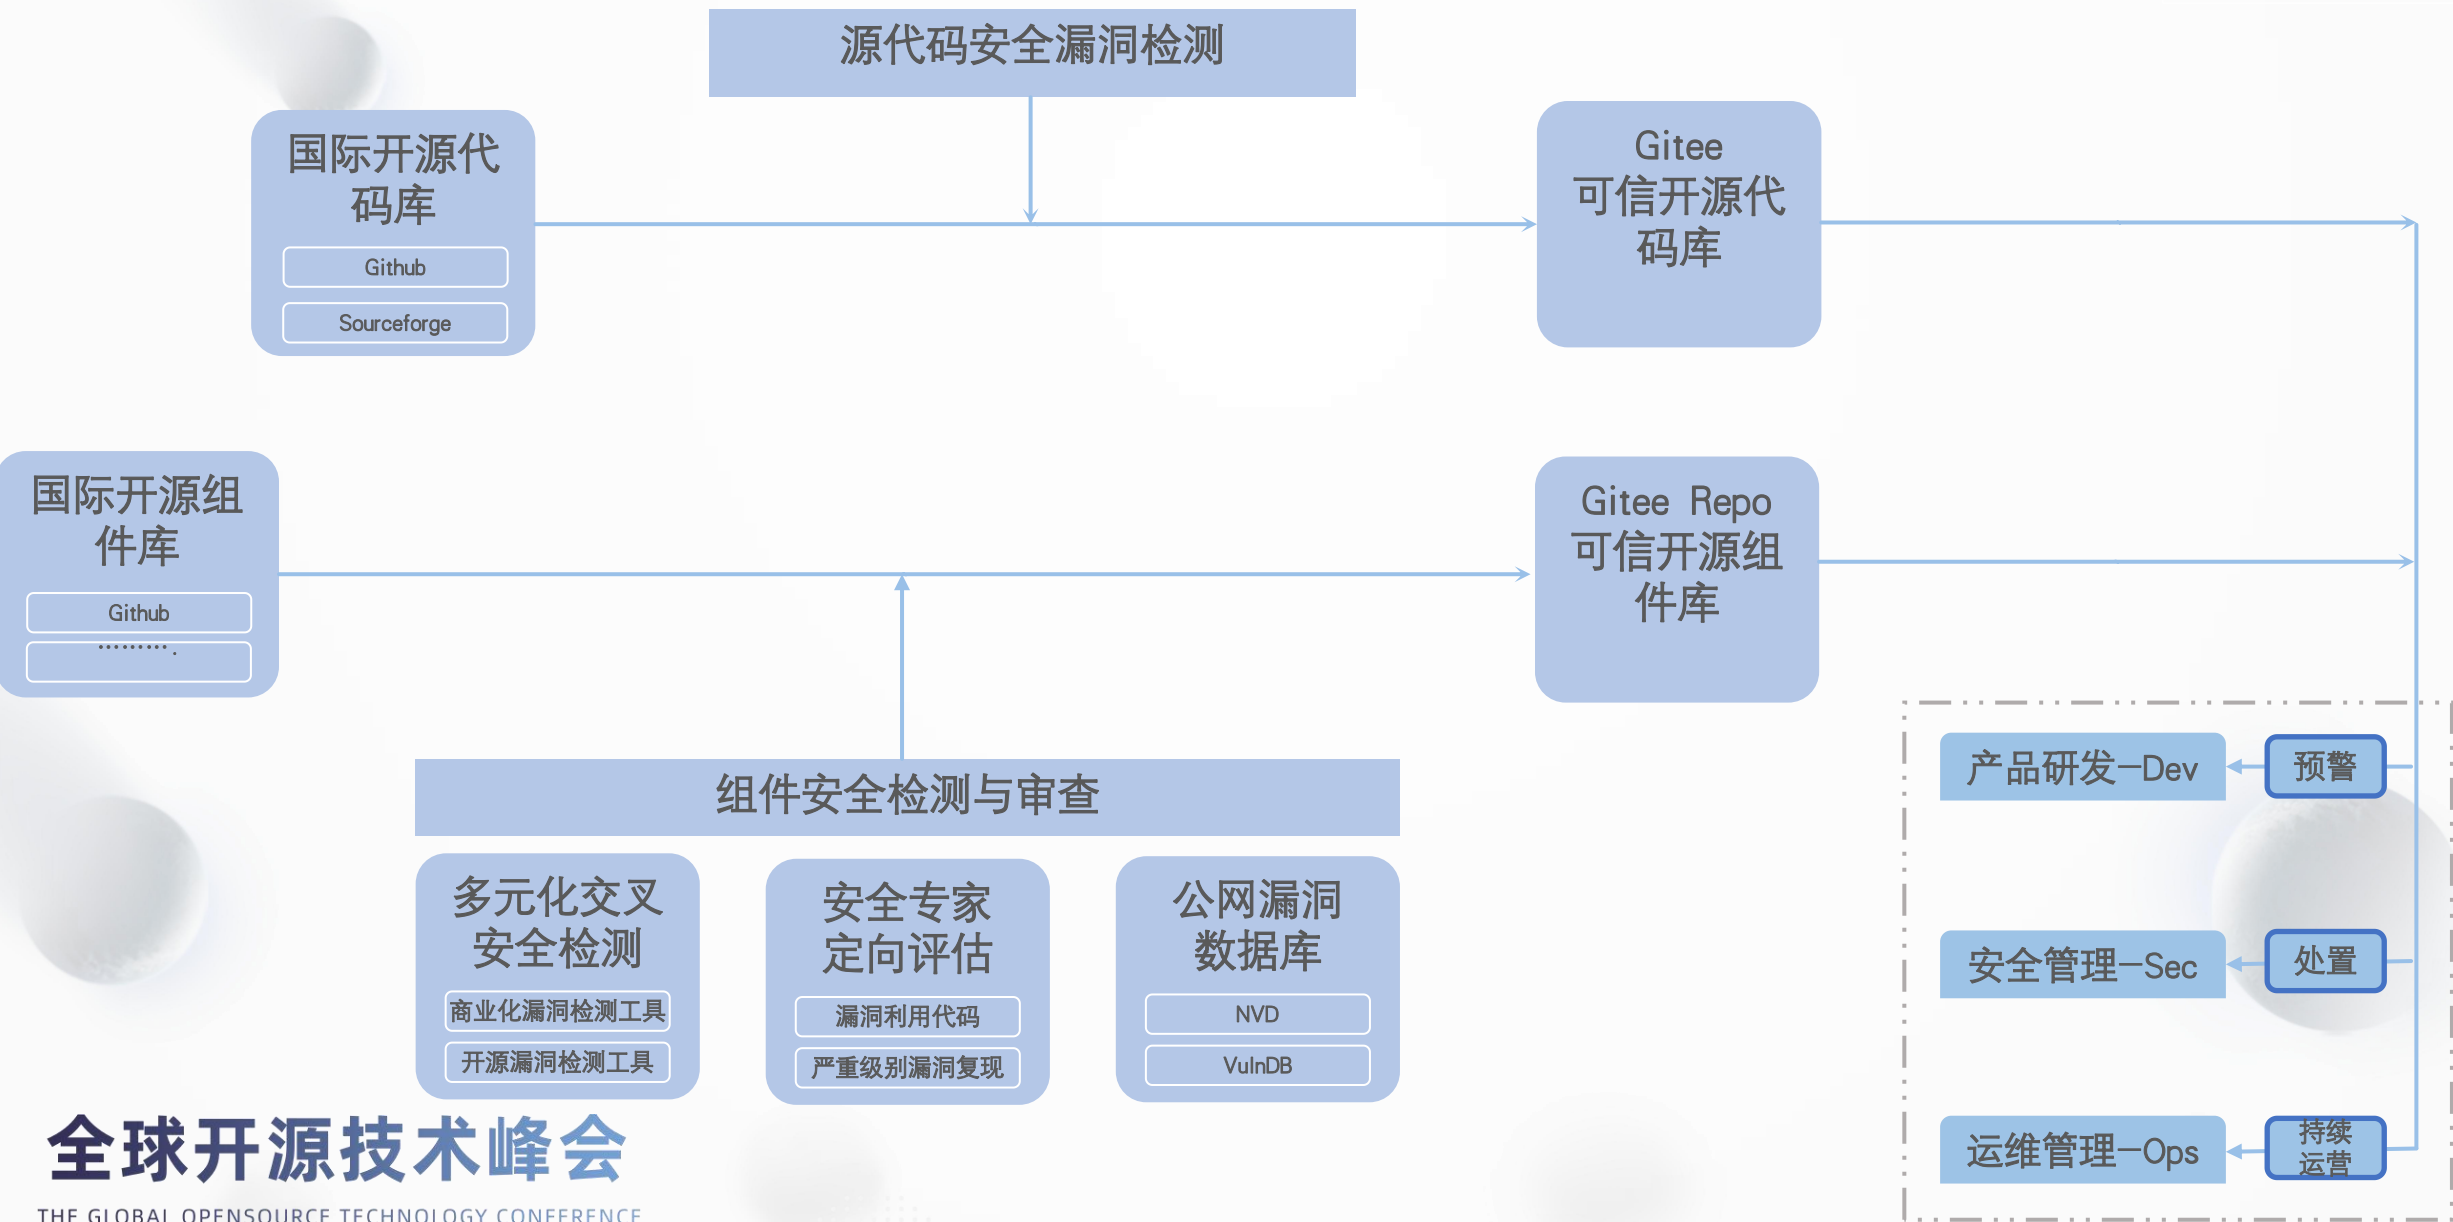 源代码安全漏洞检测
国际开源代
码库
Github
Sourceforge
Gitee
可信开源代
码库
国际开源组
件库
Github
·········.
Gitee Repo
可信开源组
件库
组件安全检测与审查
多元化交叉
安全检测
商业化漏洞检测工具
开源漏洞检测工具
安全专家
定向评估
漏洞利用代码
严重级别漏洞复现
公网漏洞
数据库
NVD
VulnDB
产品研发—Dev
预警
安全管理—Sec
处置
运维管理—Ops
持续
运营
全球开源技术峰会
THE GLOBAL OPENSOURCE TECHNOLOGY CONFERENCE